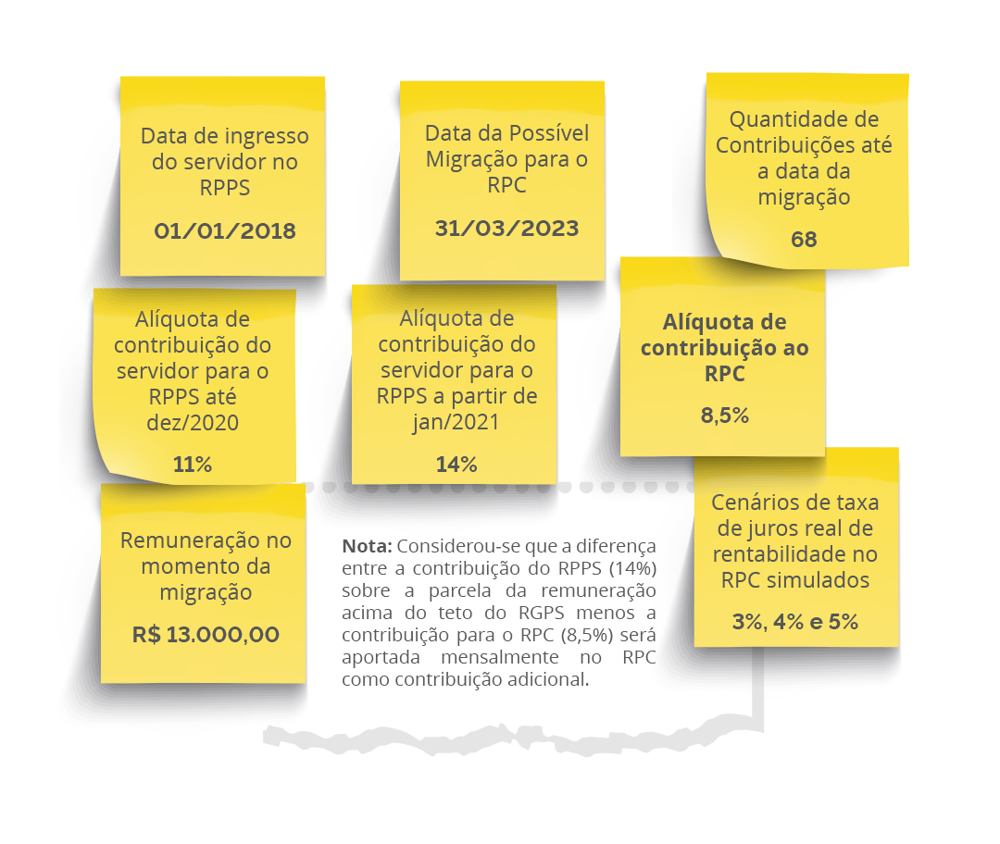 Data de ingresso
do servidor no
RPPS
01/01/2018
Data da Possível
Migração para o
RPC
31/03/2023
Quantidade de
Contribuições até
a data da
migração
68
Alíquota de
contribuição do
servidor para o
RPPS até
dez/2020
11%
Alíquota de
contribuição do
servidor para o
RPPS a partir de
jan/2021
14%
Alíquota de
contribuição ao
RPC
8,5%
Remuneração no
momento da
migração
R$ 13.000,00
Nota: Considerou-se que a diferença
entre a contribuição do RPPS (14%)
sobre a parcela da remuneração
acima do teto do RGPS menos a
contribuição para o RPC (8,5%) será
aportada mensalmente no RPC
como contribuição adicional.
Cenários de taxa
de juros real de
rentabilidade no
RPC simulados
3%, 4% e 5%